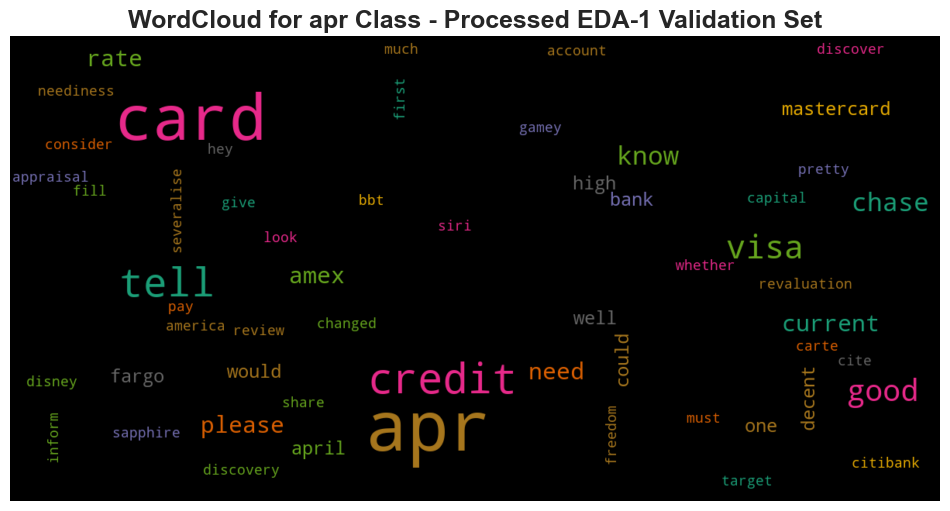 WordCloud for apr Class - Processed EDA-1 Validation Set
much
account
discover
rate
neediness
first
mastercard
card
gamey
consider
hey
know
appraisal
fill
severalise
high
pretty
give
bbt
bank
capital
chase
look
siri
visa
whether
tell
amex
revaluation
pay
america
review
changed
well
current
could
carte
cite
disney
fargo
would
credit
need
decent
good
share
inform
sapphire
please
apr
april
freedom
must
one
discovery
citibank
target